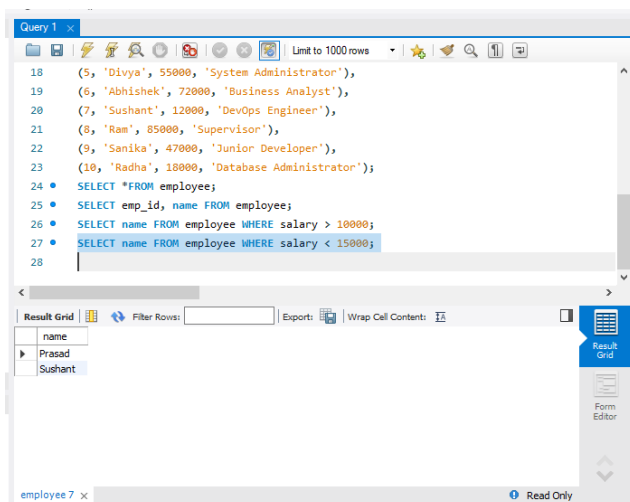 Query 1 ×
Limit to 1000 rows
18 (5, 'Divya', 55000, 'System Administrator'),
19 (6, 'Abhishek', 72000, 'Business Analyst'),
20 (7, 'Sushant', 12000, 'DevOps Engineer'),
21 (8, 'Ram', 85000, 'Supervisor'),
22 (9, 'Sanika', 47000, 'Junior Developer'),
23 (10, 'Radha', 18000, 'Database Administrator');
24 SELECT *FROM employee;
25 SELECT emp_id, name FROM employee;
26 SELECT name FROM employee WHERE salary > 10000;
27 SELECT name FROM employee WHERE salary < 15000;
28
Result Grid Filter Rows: Export: Wrap Cell Content: IA
name
Prasad
Sushant
Result
Grid
Form
Editor
employee 7 × Read Only